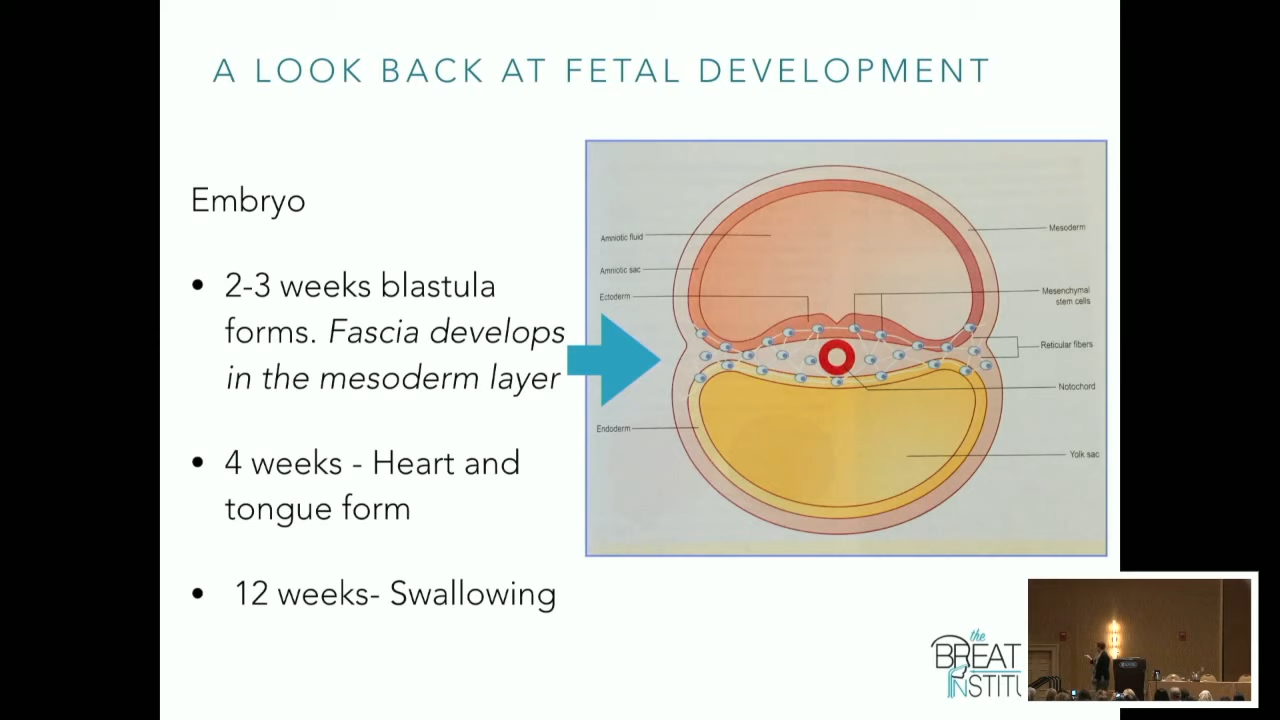 A LOOK BACK AT FETAL DEVELOPMENT
Embryo
• 2-3 weeks blastula
forms. Fascia develops
in the mesoderm layer
• 4 weeks - Heart and
tongue form
• 12 weeks- Swallowing
Amniotic fluid
Amniotic sac
Ectoderm
Endoderm
Mesoderm
Mesenchymal
stem cells
Reticular fibers
Notochord
Yolk sac
the
BREAT
INSTITU